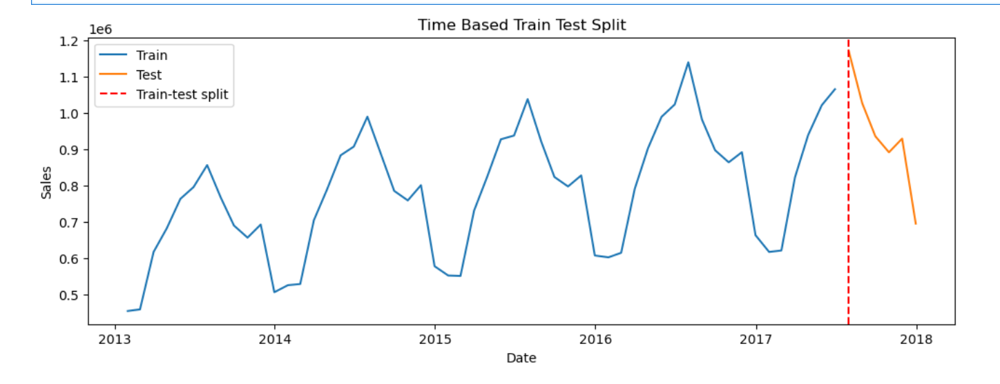 Time Based Train Test Split
1e6
1.2
1.1
1.0
0.9
0.8
0.7
0.6
0.5
Sales
Train
Test
Train-test split
2013 2014 2015 2016 2017 2018
Date